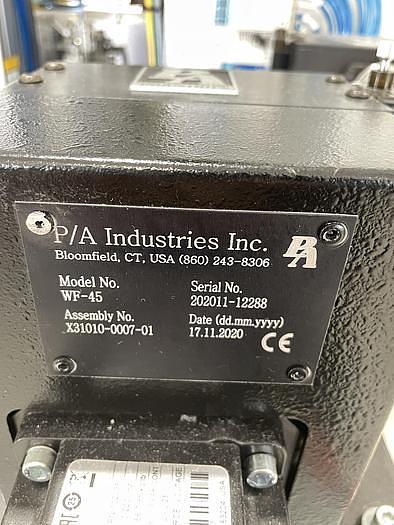 P/A Industries Inc.
PA
Bloomfield, CT, USA (860) 243-8306
Model No. Serial No.
WF-45 202011-12288
Assembly No. Date (dd.mm.yyyy)
X31010-0007-01 17.11.2020
CE